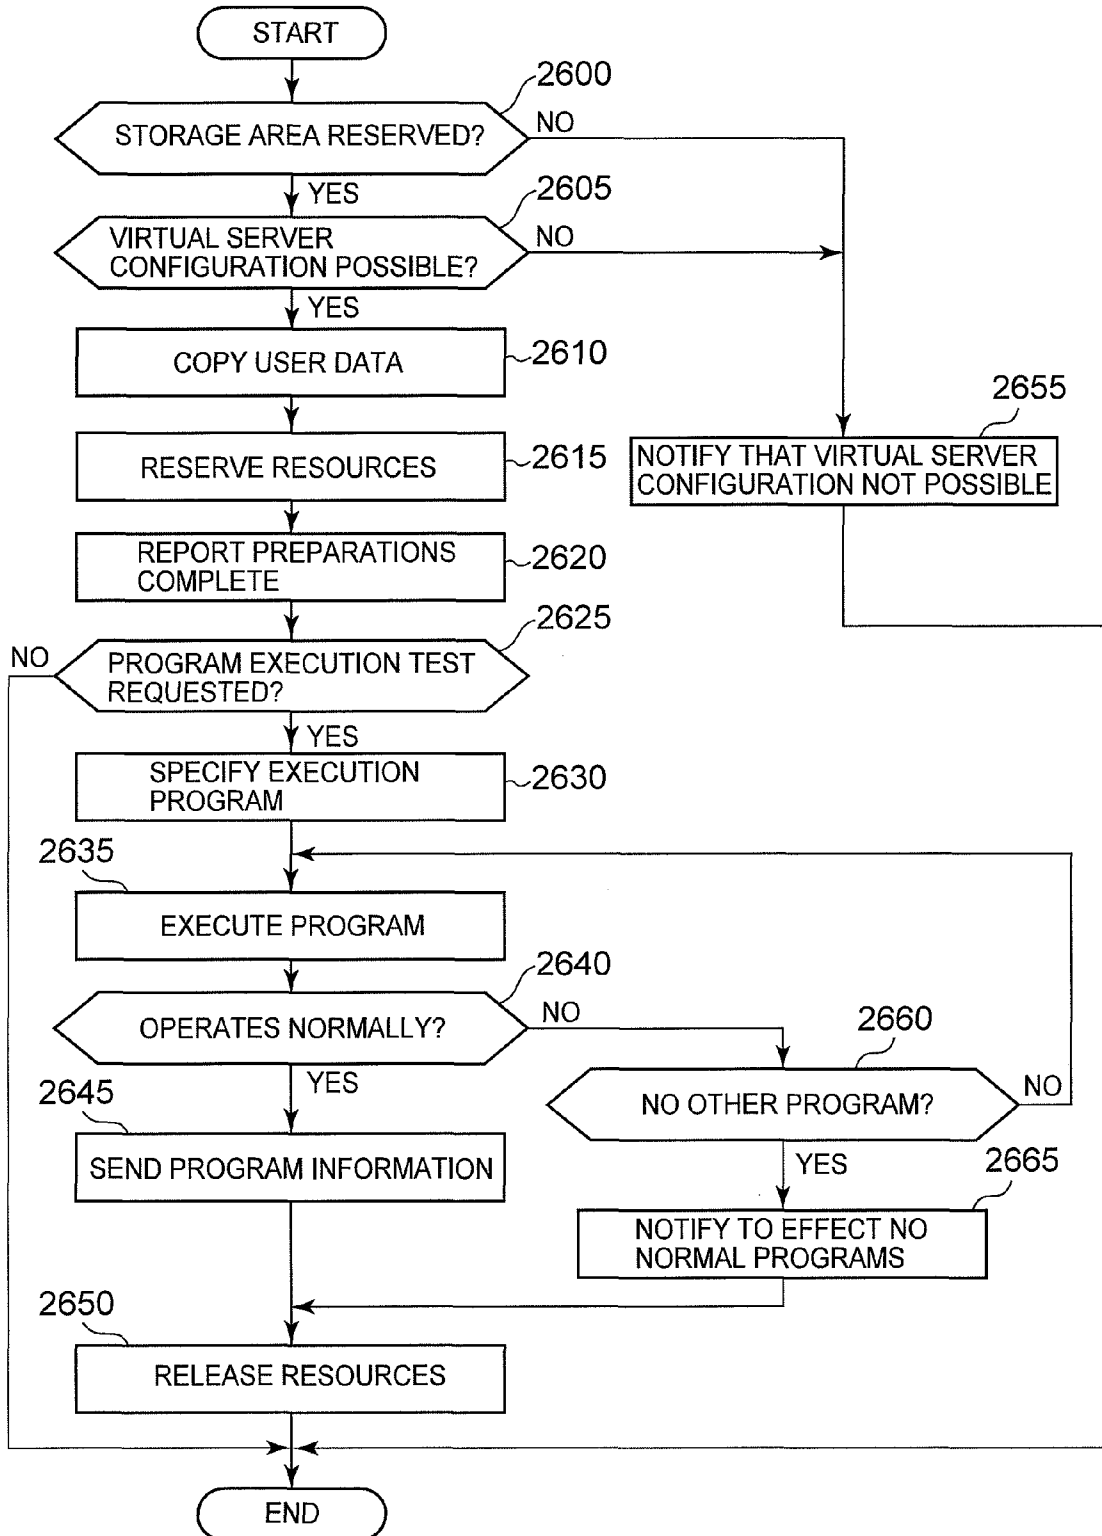 START
2600
STORAGE AREA RESERVED?
NO
YES
2605
VIRTUAL SERVER
CONFIGURATION POSSIBLE?
NO
YES
COPY USER DATA
2610
2655
RESERVE RESOURCES
2615
NOTIFY THAT VIRTUAL SERVER
CONFIGURATION NOT POSSIBLE
REPORT PREPARATIONS
COMPLETE
2620
2625
NO
PROGRAM EXECUTION TEST
REQUESTED?
YES
SPECIFY EXECUTION
PROGRAM
2630
2635
EXECUTE PROGRAM
2640
OPERATES NORMALLY?
NO
2660
YES
NO OTHER PROGRAM?
NO
2645
SEND PROGRAM INFORMATION
YES
2665
NOTIFY TO EFFECT NO
NORMAL PROGRAMS
2650
RELEASE RESOURCES
END